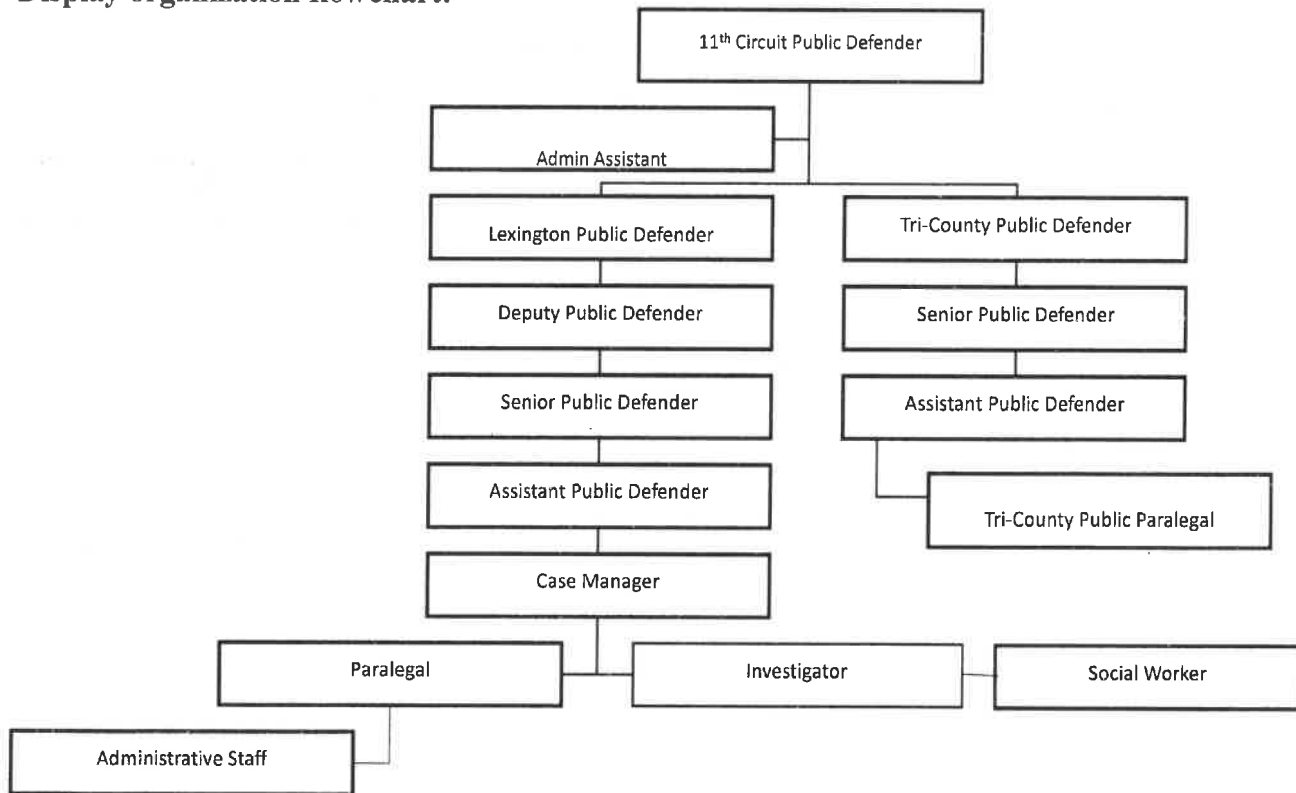 Display organization flowchart.
11th Circuit Public Defender
Admin Assistant
Lexington Public Defender
Tri-County Public Defender
Deputy Public Defender
Senior Public Defender
Senior Public Defender
Assistant Public Defender
Assistant Public Defender
Tri-County Public Paralegal
Case Manager
Paralegal
Investigator
Social Worker
Administrative Staff